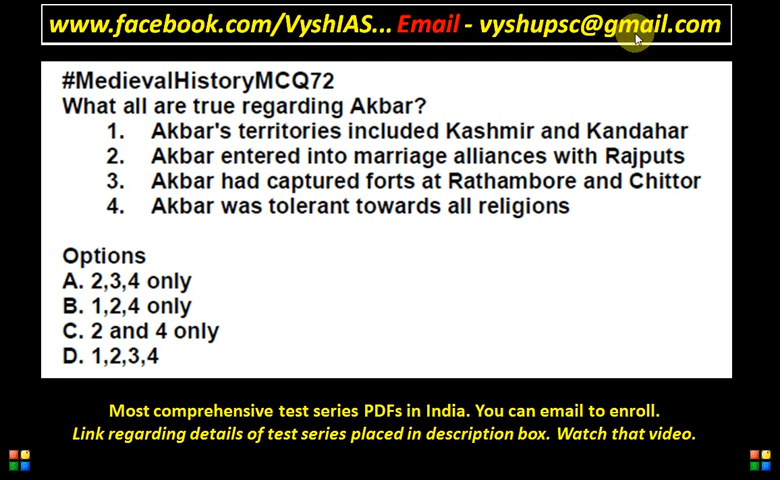 www.facebook.com/VyshIAS... Email - vyshupsc@gmail.com
#MedievalHistoryMCQ72
What all are true regarding Akbar?
1. Akbar's territories included Kashmir and Kandahar
2. Akbar entered into marriage alliances with Rajputs
3. Akbar had captured forts at Rathambore and Chittor
4. Akbar was tolerant towards all religions
Options
A. 2,3,4 only
B. 1,2,4 only
C. 2 and 4 only
D. 1,2,3,4
Most comprehensive test series PDFs in India. You can email to enroll.
Link regarding details of test series placed in description box. Watch that video.